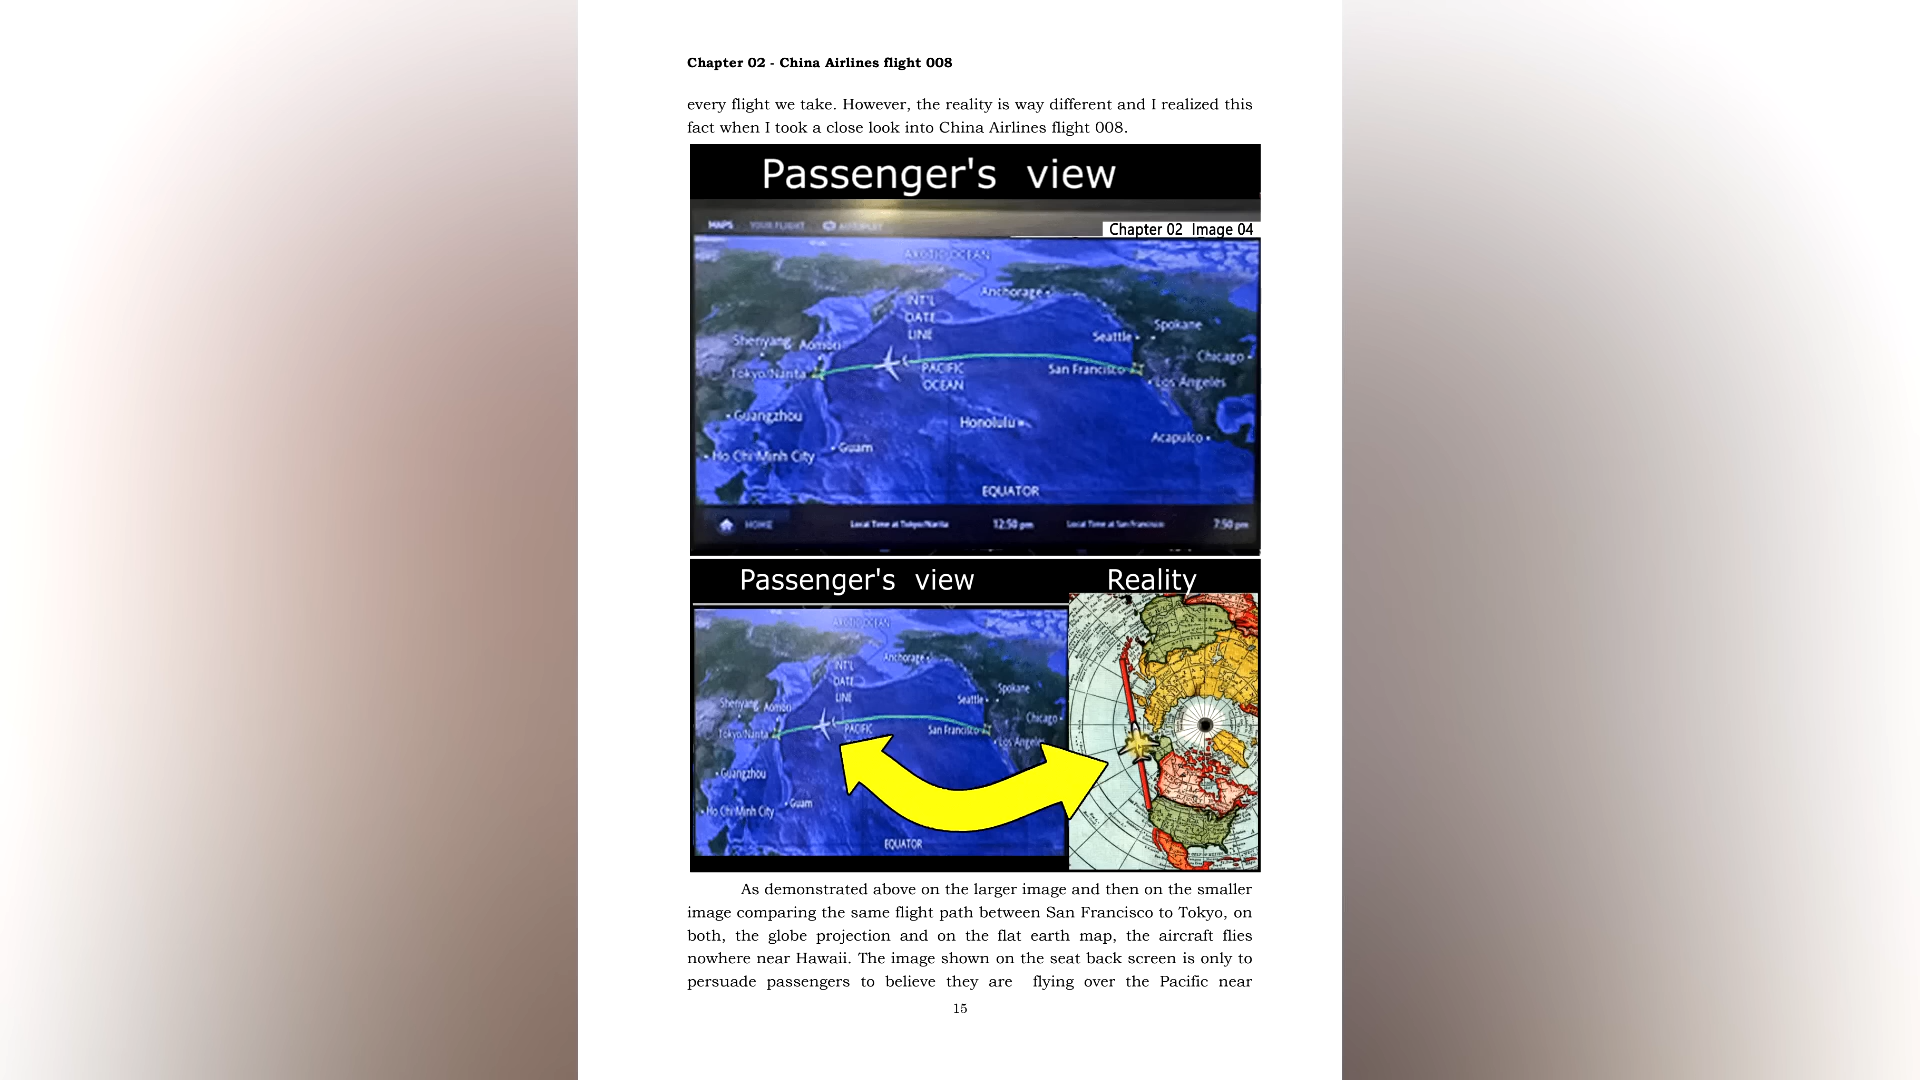 Chapter 02 - China Airlines flight 008
every flight we take. However, the reality is way different and I realized this
fact when I took a close look into China Airlines flight 008.
Passenger's view
MAPS YOUR FLIGHT AUTOPLAY
Chapter 02 Image 04
ARCTIC OCEAN
Anchorage
INT'L
DATE
LINE
Spokane
Seattle
Shenyang Aomori
Chicago
PACIFIC
San Francisco
Tokyo/Narita
OCEAN
Los Angeles
Guangzhou
Honolulu
Acapulco
Guam
Ho Chi Minh City
EQUATOR
HOME Local Time at Tokyo/Narita 12:50 pm Local Time at San Francisco 7:50 pm
Passenger's view Reality
ARCTIC OCEAN
Anchorage
INT'L
DATE
LINE
Spokane
Seattle
Shenyang Aomori
Chicago
PACIFIC
San Francisco
Tokyo/Narita
Los Angeles
Guangzhou
Guam
Ho Chi Minh City
EQUATOR
As demonstrated above on the larger image and then on the smaller
image comparing the same flight path between San Francisco to Tokyo, on
both, the globe projection and on the flat earth map, the aircraft flies
nowhere near Hawaii. The image shown on the seat back screen is only to
persuade passengers to believe they are flying over the Pacific near
15